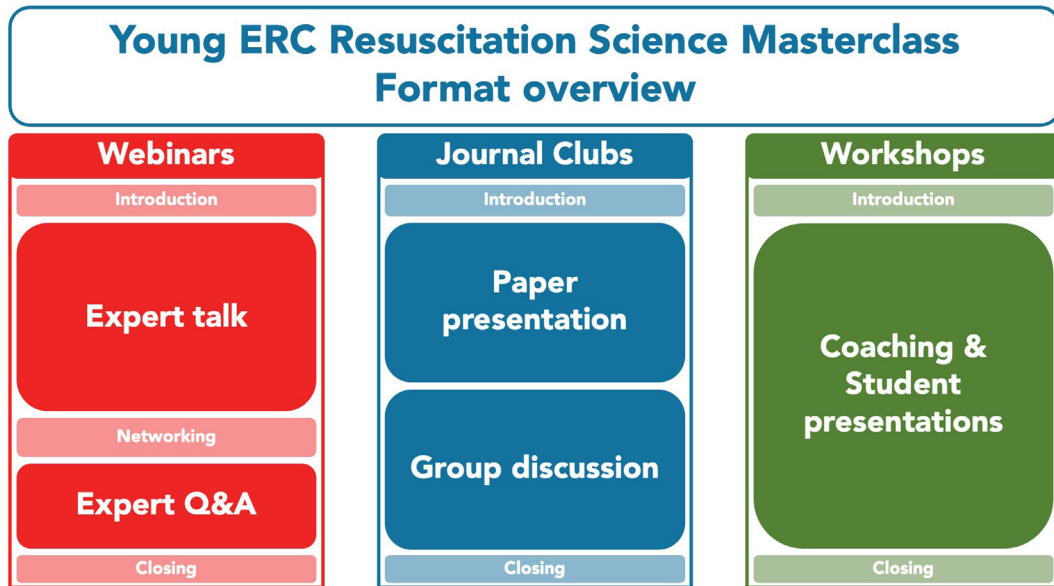 Young ERC Resuscitation Science Masterclass
Format overview
Webinars
Introduction
Expert talk
Networking
Expert Q&A
Closing
Journal Clubs
Introduction
Paper
presentation
Group discussion
Closing
Workshops
Introduction
Coaching &
Student
presentations
Closing